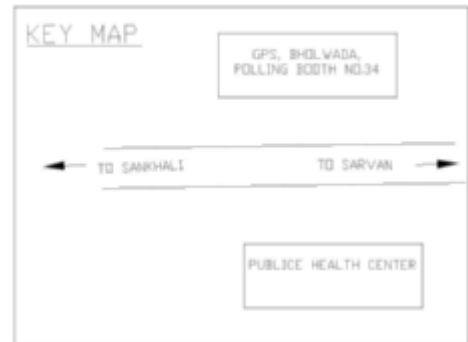 KEY MAP
GPS, BHOLWADA,
POLLING BOOTH NO.34
TO SANKHALI TO SARVAN
PUBLICE HEALTH CENTER